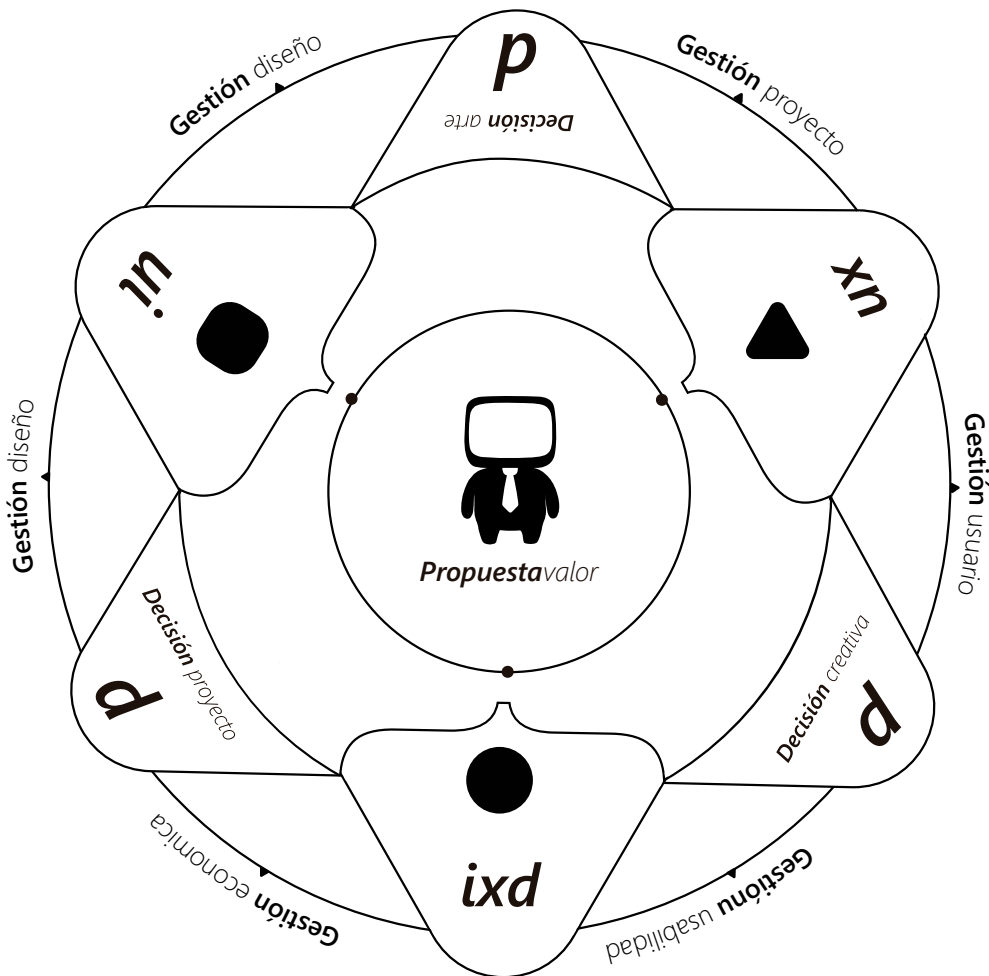 Gestión diseño
d
Decisión arte
Gestión proyecto
ui
ux
Gestión diseño
Propuestavalor
Gestión usuario
Decisión proyecto
d
Decisión creativa
d
ixd
Gestión economica
Gestiónu usabilidad